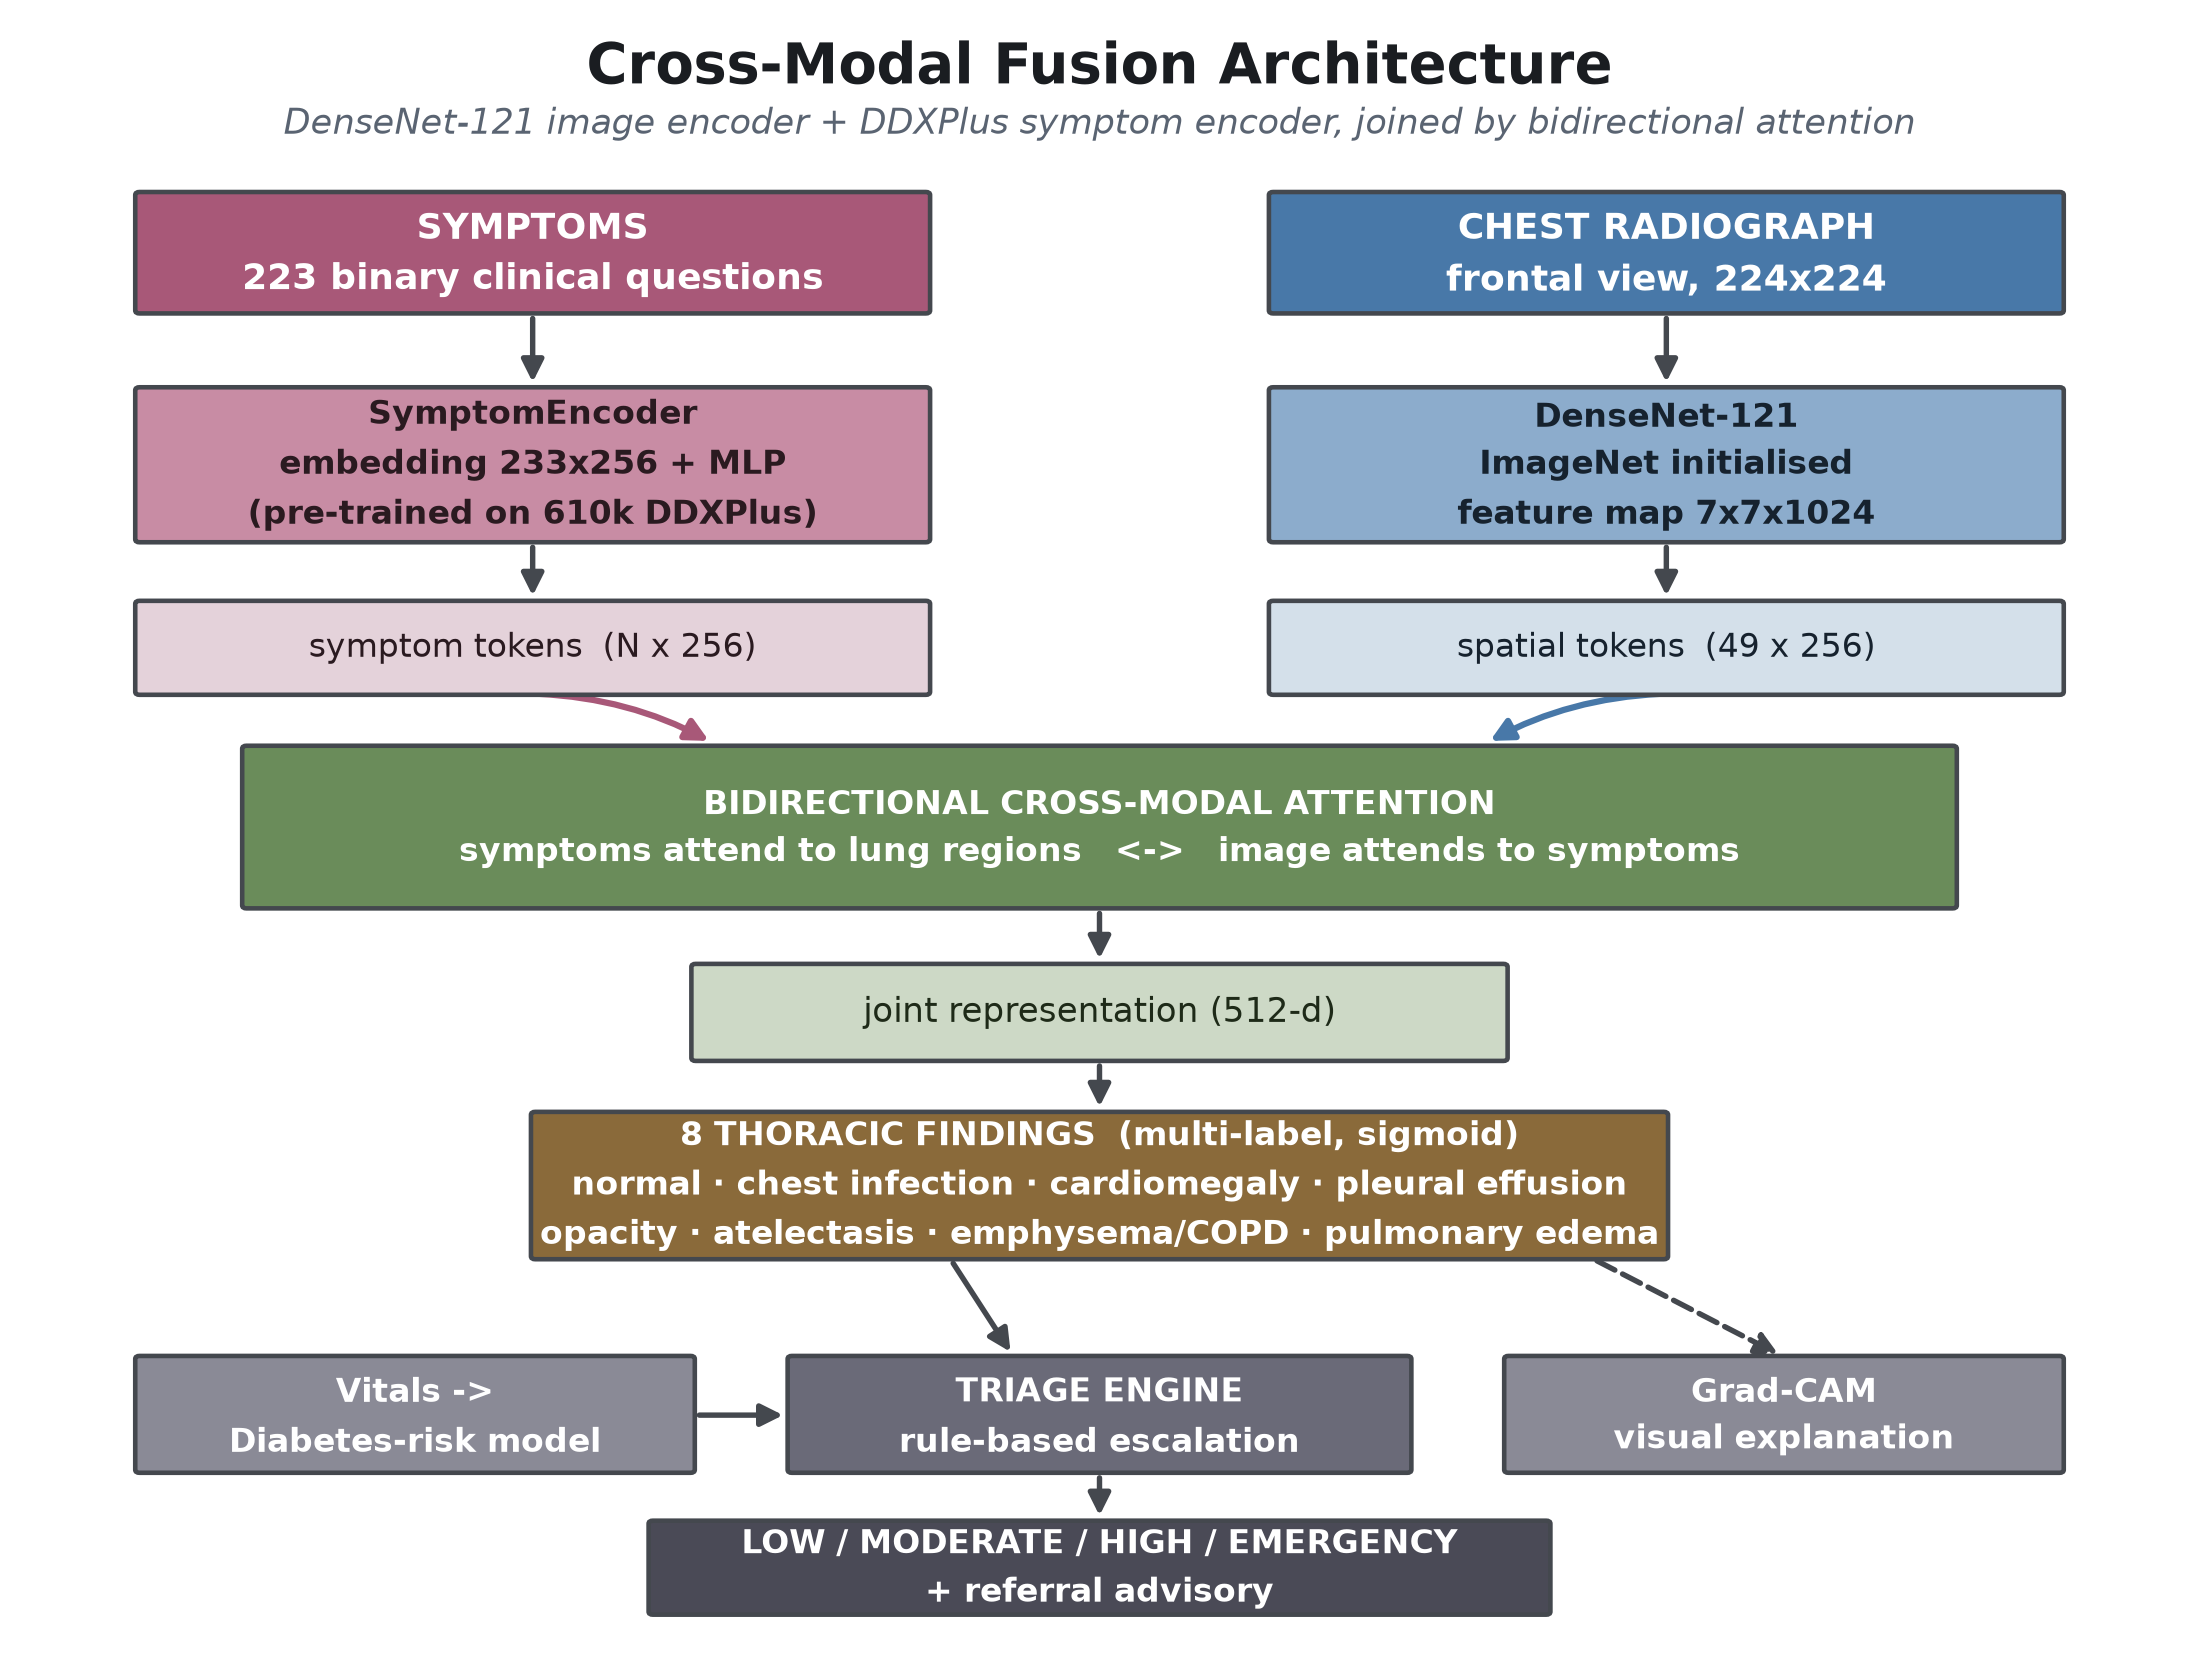 Cross-Modal Fusion Architecture
DenseNet-121 image encoder + DDXPlus symptom encoder, joined by bidirectional attention
SYMPTOMS
223 binary clinical questions
CHEST RADIOGRAPH
frontal view, 224x224
SymptomEncoder
embedding 233x256 + MLP
(pre-trained on 610k DDXPlus)
DenseNet-121
ImageNet initialised
feature map 7x7x1024
symptom tokens (N x 256)
spatial tokens (49 x 256)
BIDIRECTIONAL CROSS-MODAL ATTENTION
symptoms attend to lung regions <-> image attends to symptoms
joint representation (512-d)
8 THORACIC FINDINGS (multi-label, sigmoid)
normal · chest infection · cardiomegaly · pleural effusion
opacity · atelectasis · emphysema/COPD · pulmonary edema
Vitals ->
Diabetes-risk model
TRIAGE ENGINE
rule-based escalation
Grad-CAM
visual explanation
LOW / MODERATE / HIGH / EMERGENCY
+ referral advisory